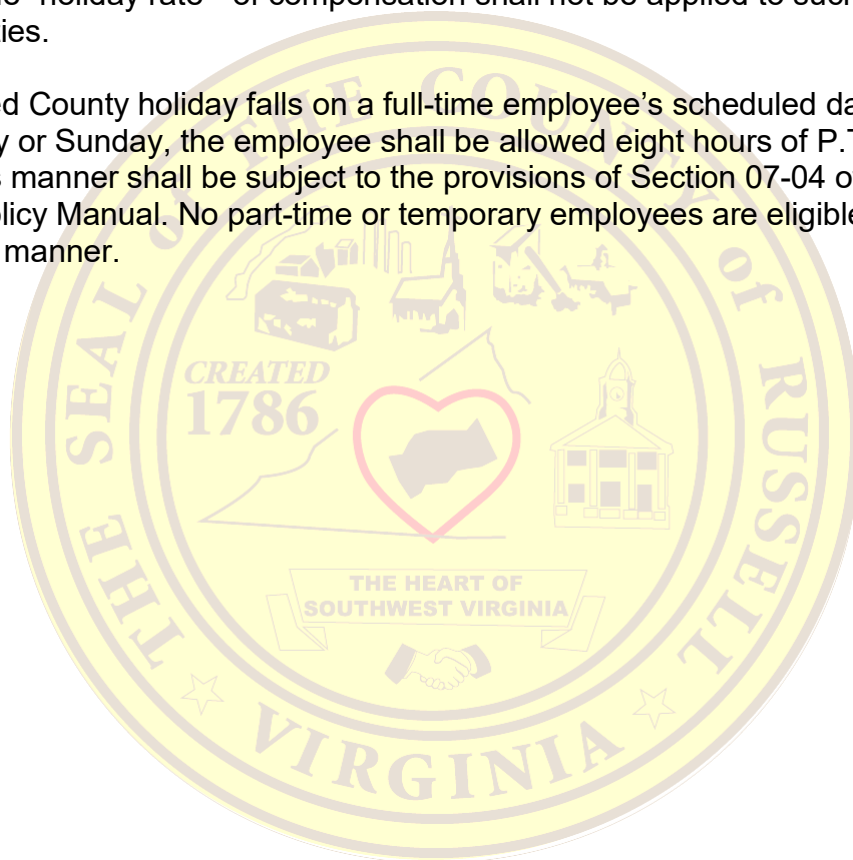 holiday rate" of compensation shall not be applied to such
ties.
ed County holiday falls on a full-time employee's scheduled da
y or Sunday, the employee shall be allowed eight hours of P.T
s manner shall be subject to the provisions of Section 07-04 o
olicy Manual. No part-time or temporary employees are eligible
manner.
THE SEAL of THE COUNTY of RUSSELL
VIRGINIA
CREATED
1786
THE HEART OF
SOUTHWEST VIRGINIA